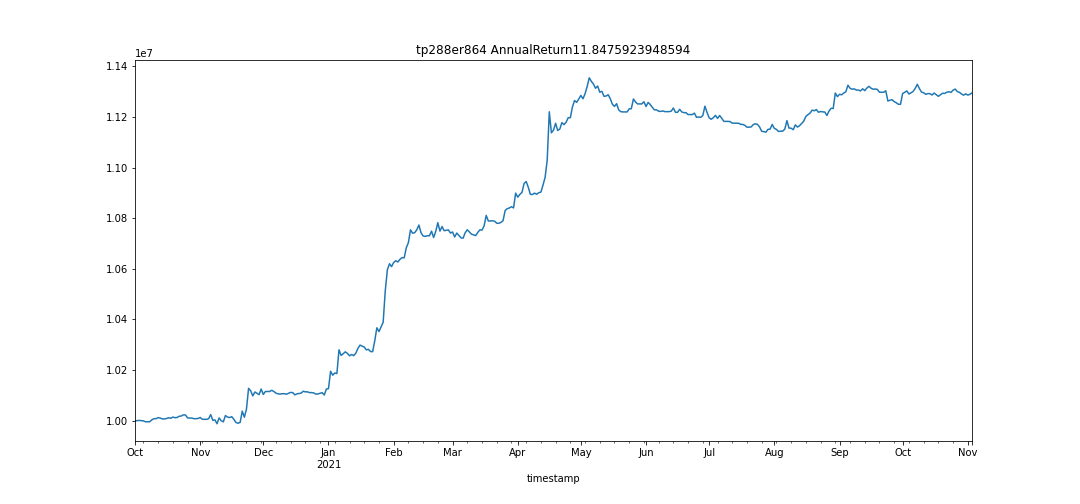 tp288er864 AnnualReturn11.8475923948594
1e7
1.14
1.12
1.10
1.08
1.06
1.04
1.02
1.00
Oct Nov Dec Jan Feb Mar Apr May Jun Jul Aug Sep Oct Nov
2021
timestamp